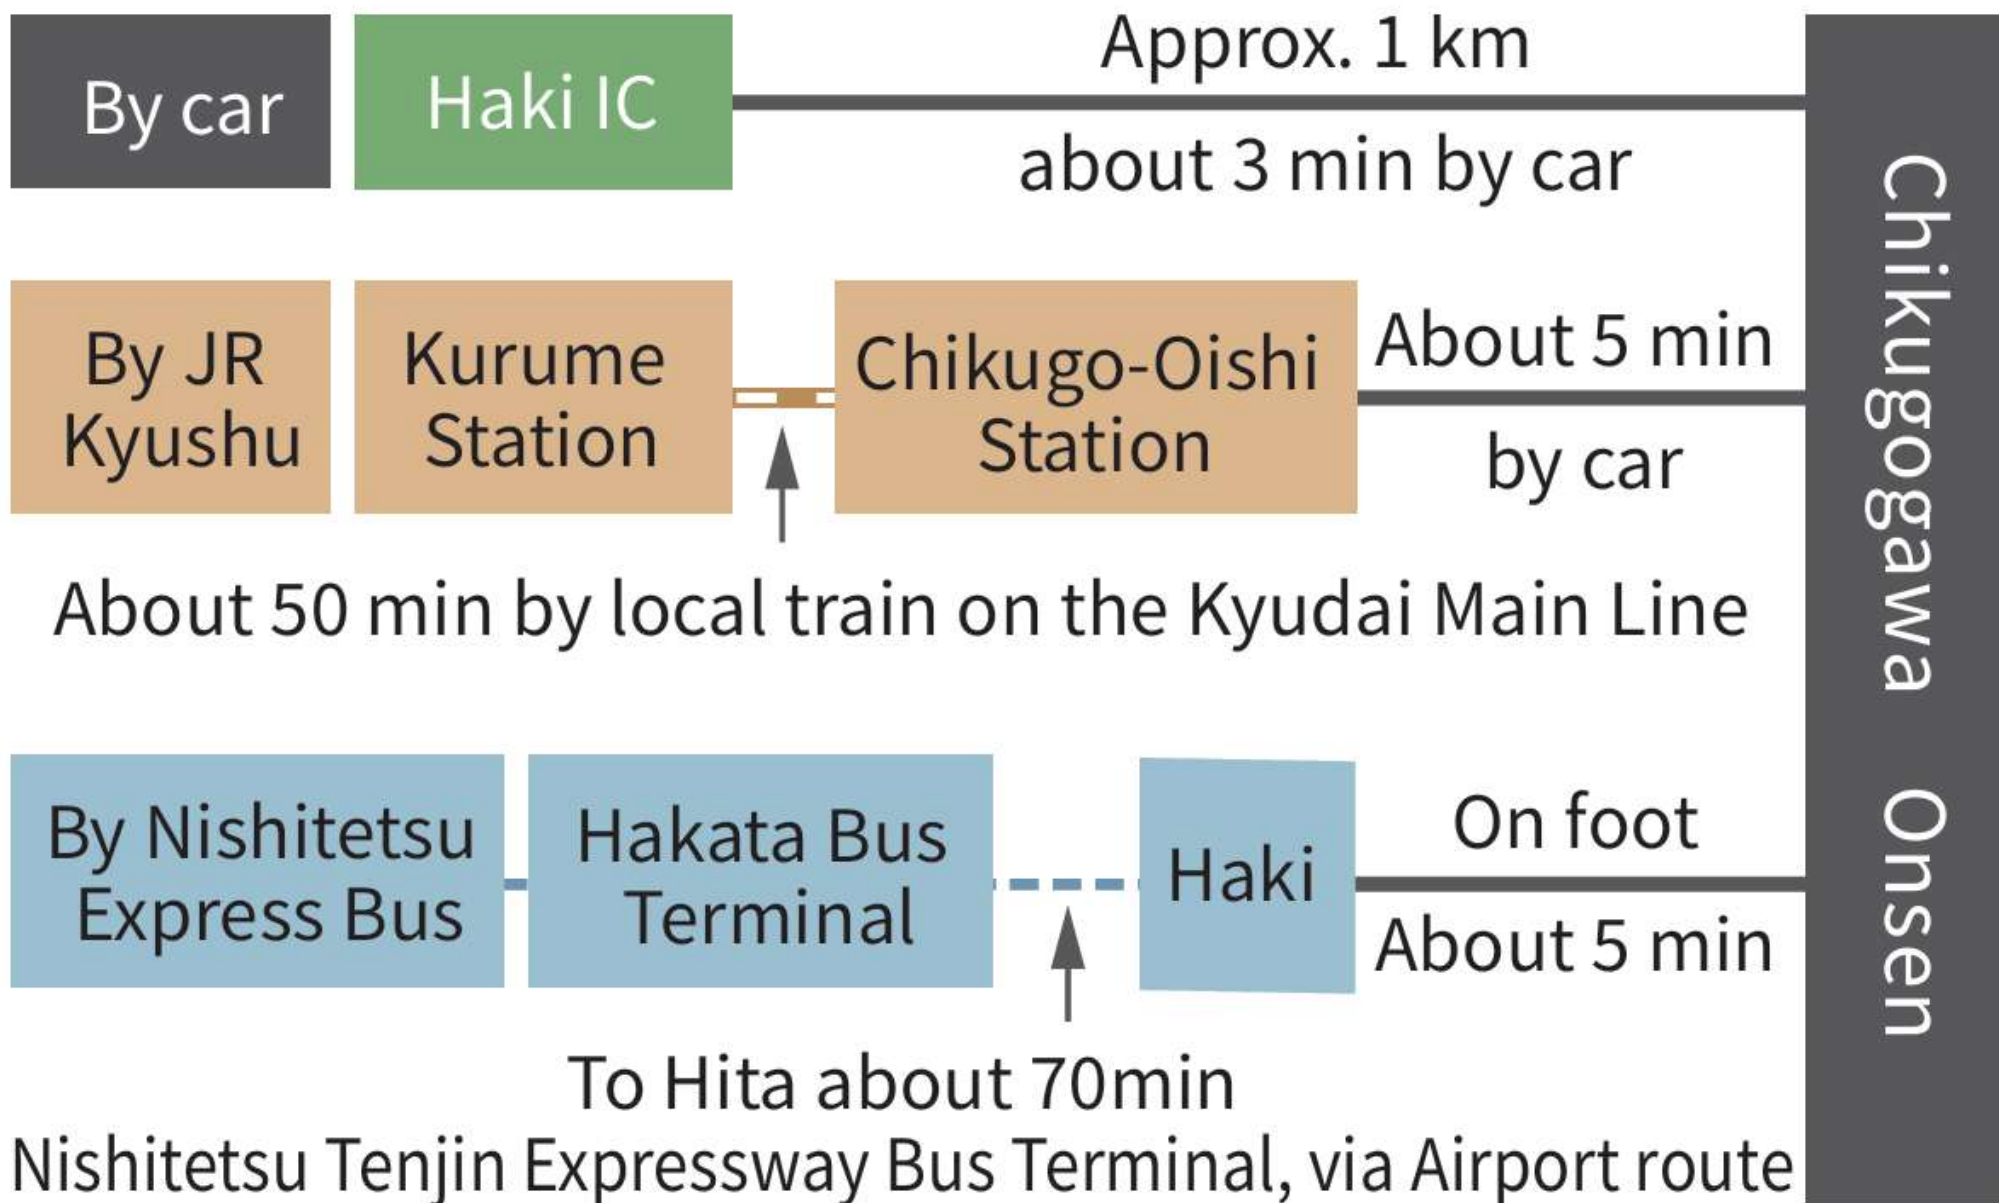 By car
Haki IC
Approx. 1 km
about 3 min by car
By JR
Kyushu
Kurume
Station
Chikugo-Oishi
Station
About 5 min
by car
About 50 min by local train on the Kyudai Main Line
By Nishitetsu
Express Bus
Hakata Bus
Terminal
Haki
On foot
About 5 min
To Hita about 70min
Nishitetsu Tenjin Expressway Bus Terminal, via Airport route
Chikugogawa Onsen